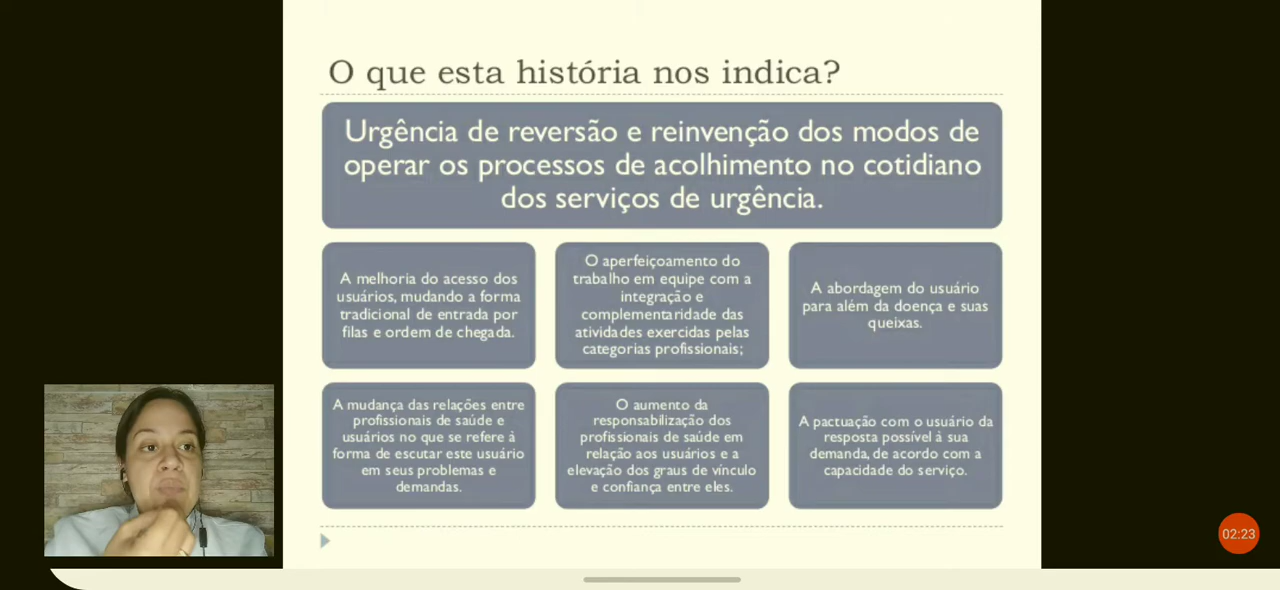 O que esta história nos indica?
Urgência de reversão e reinvenção dos modos de
operar os processos de acolhimento no cotidiano
dos serviços de urgência.
A melhoria do acesso dos
usuários, mudando a forma
tradicional de entrada por
filas e ordem de chegada.
O aperfeiçoamento do
trabalho em equipe com a
integração e
complementaridade das
atividades exercidas pelas
categorias profissionais;
A abordagem do usuário
para além da doença e suas
queixas.
A mudança das relações entre
profissionais de saúde e
usuários no que se refere à
forma de escutar este usuário
em seus problemas e
demandas.
O aumento da
responsabilização dos
profissionais de saúde em
relação aos usuários e a
elevação dos graus de vínculo
e confiança entre eles.
A pactuação com o usuário da
resposta possível à sua
demanda, de acordo com a
capacidade do serviço.
02:23